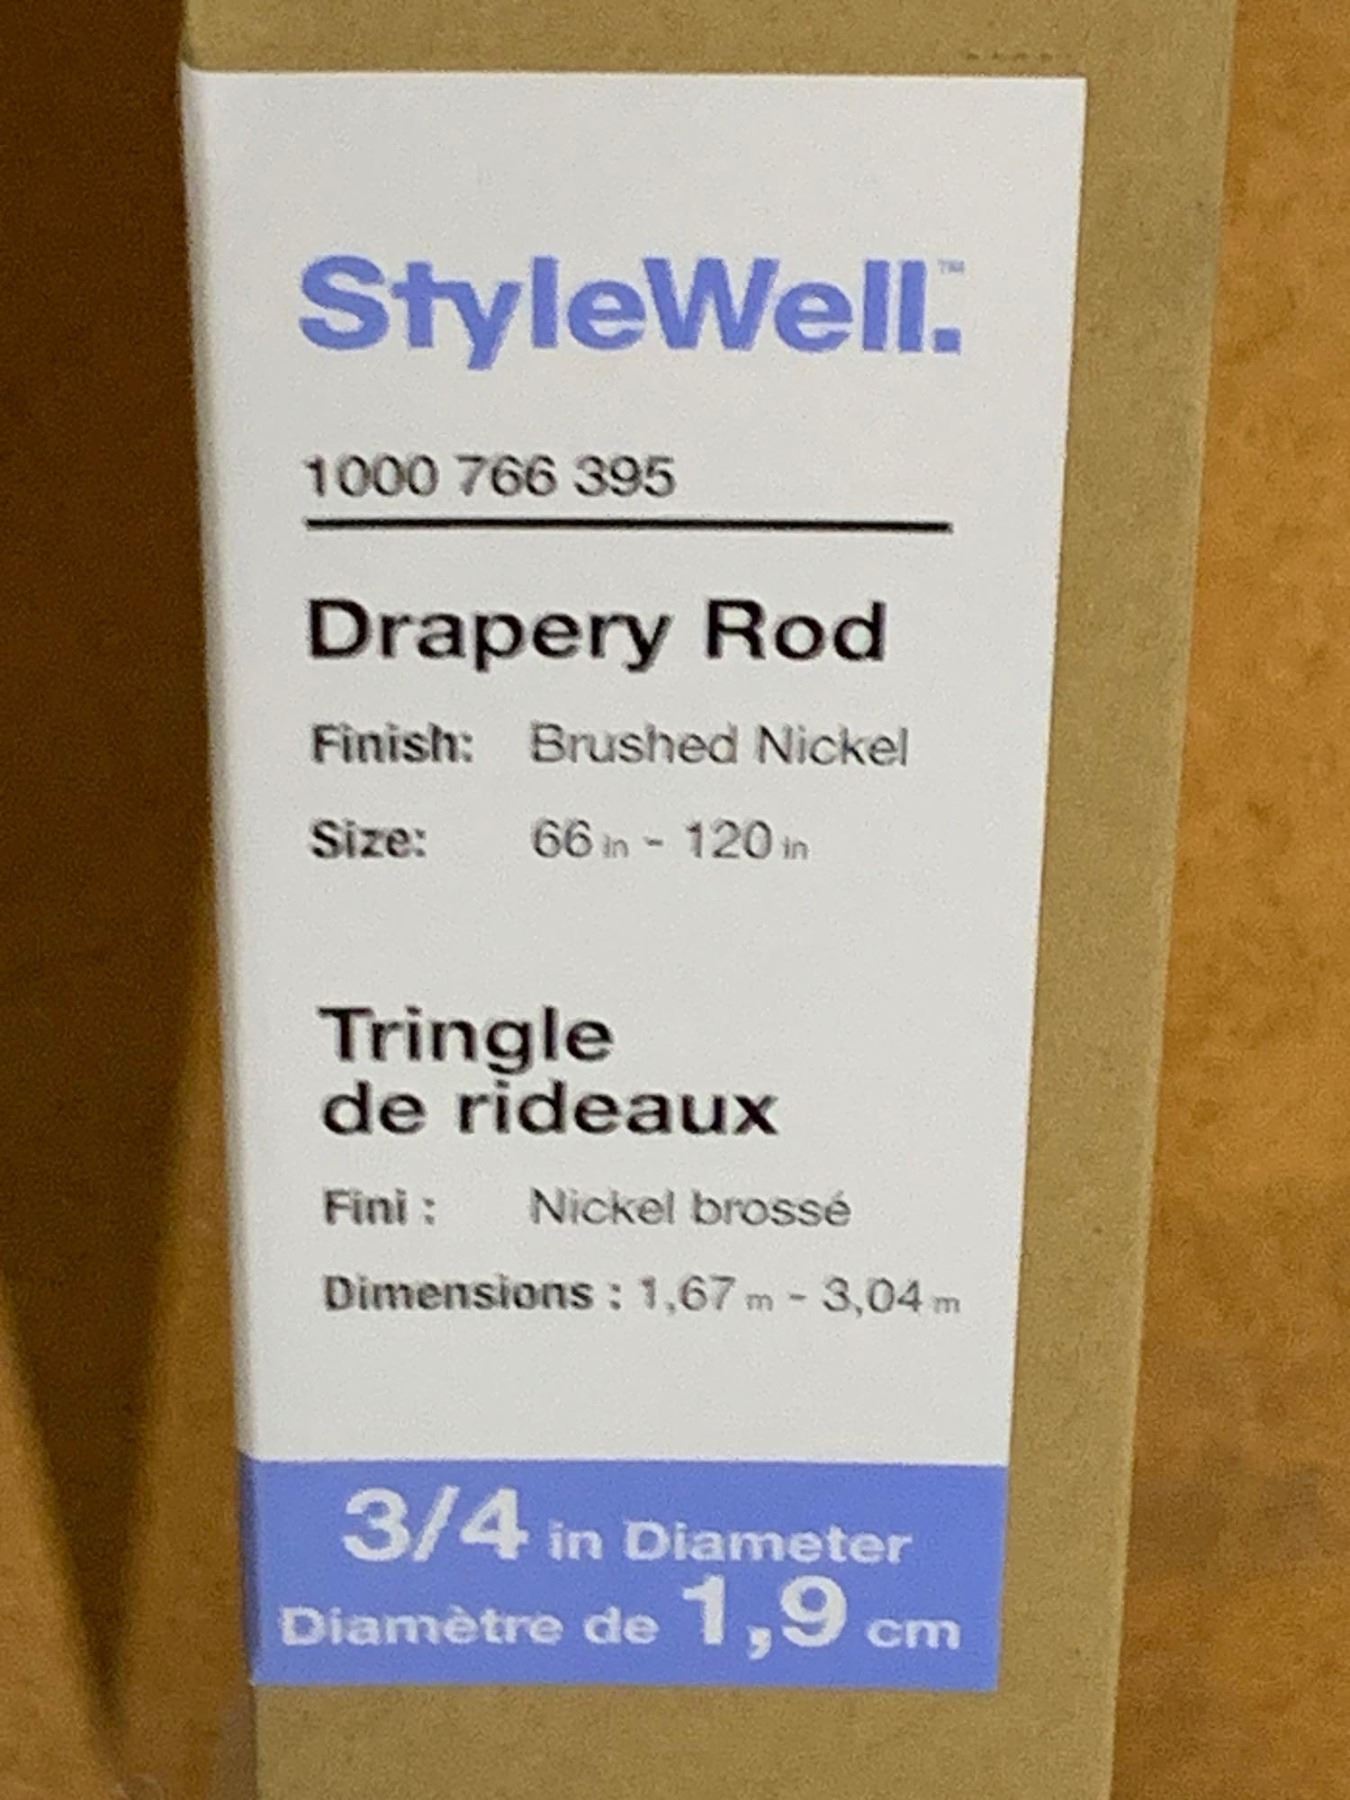 StyleWell.™
1000 766 395
Drapery Rod
Finish: Brushed Nickel
Size: 66 in - 120 in
Tringle
de rideaux
Fini : Nickel brossé
Dimensions : 1,67 m - 3,04 m
3/4 in Diameter
Diamètre de 1,9 cm